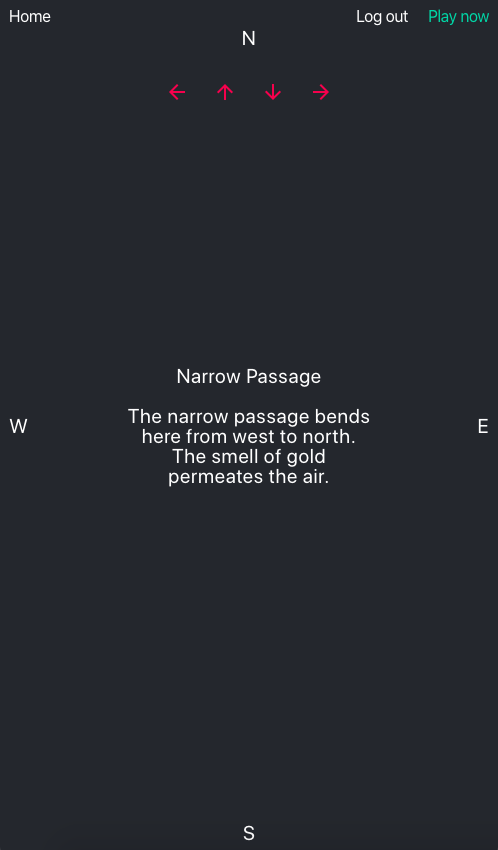 Home
Log out
Play now
N
← ↑ ↓ →
Narrow Passage
The narrow passage bends
here from west to north.
The smell of gold
permeates the air.
W
E
S